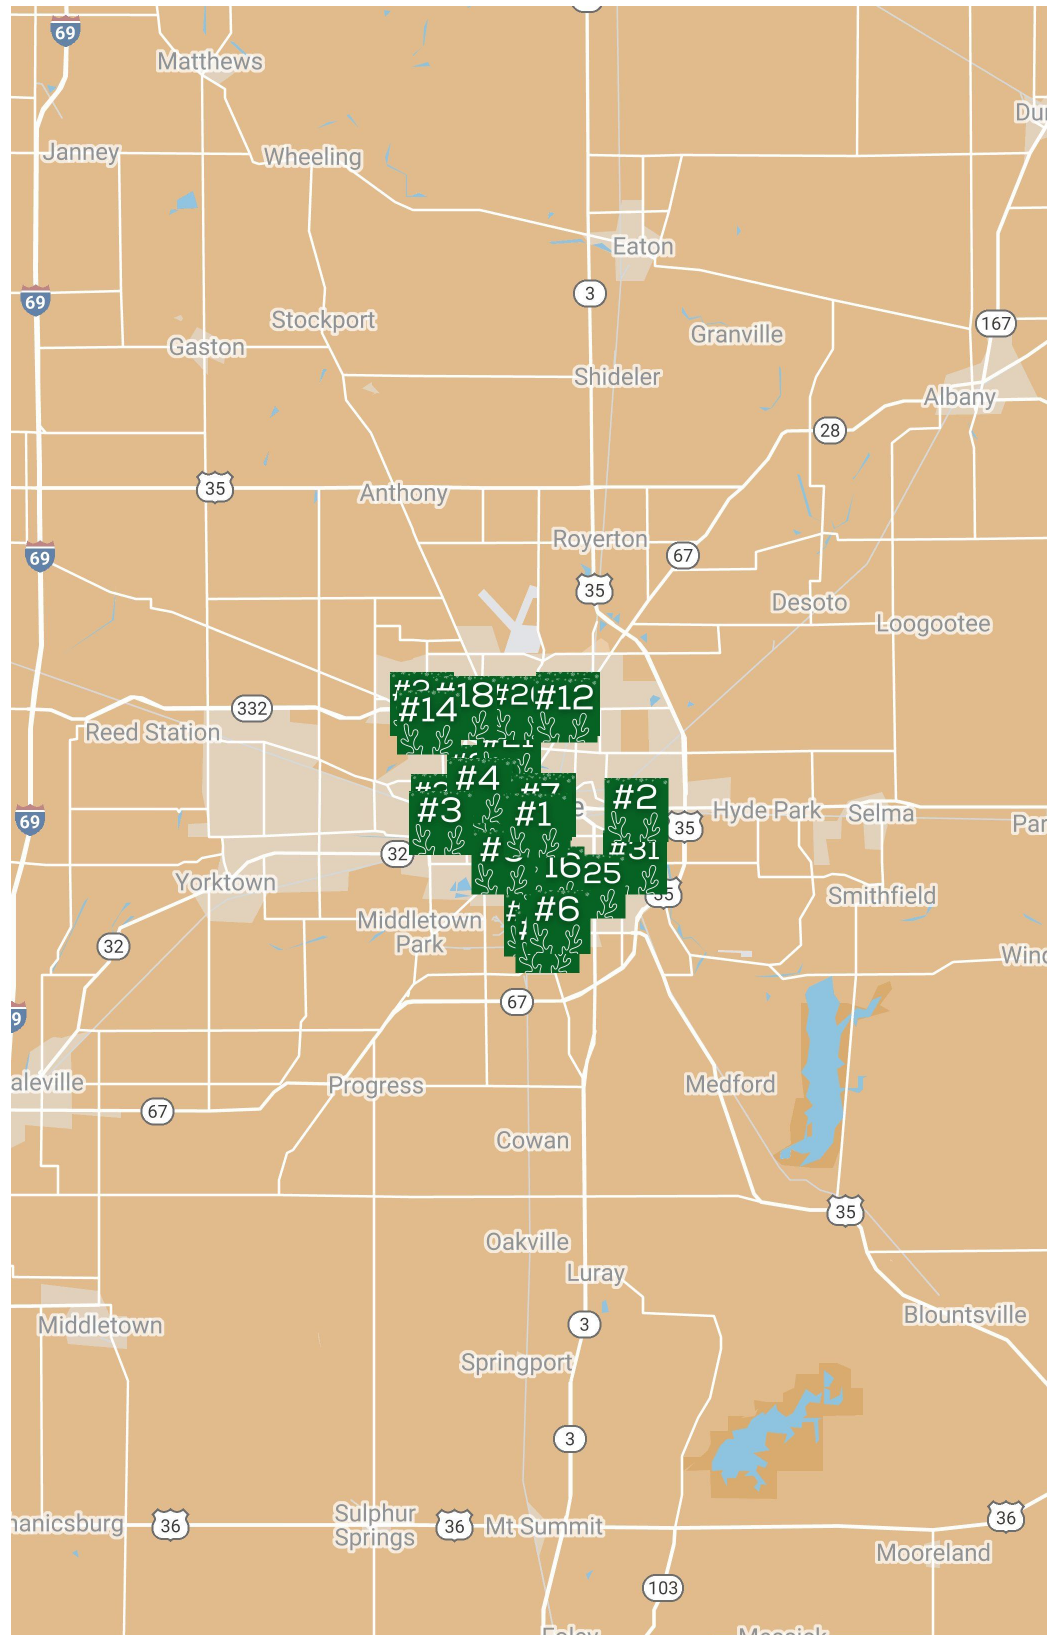 69
Matthews
Janney
Wheeling
Eaton
69
3
Stockport
167
Granville
Gaston
Shideler
Albany
28
35
Anthony
Royerton
69
67
35
Desoto
Loogootee
#18
#12
#14
332
Reed Station
#4
#3
#1
#2
Hyde Park
Selma
69
35
32
#31
16
25
Yorktown
Smithfield
35
#6
Middletown
Park
32
67
Progress
Medford
67
Cowan
35
Oakville
Luray
Blountsville
Middletown
3
Springport
3
36
Sulphur
Springs
36
Mt Summit
36
Mooreland
103